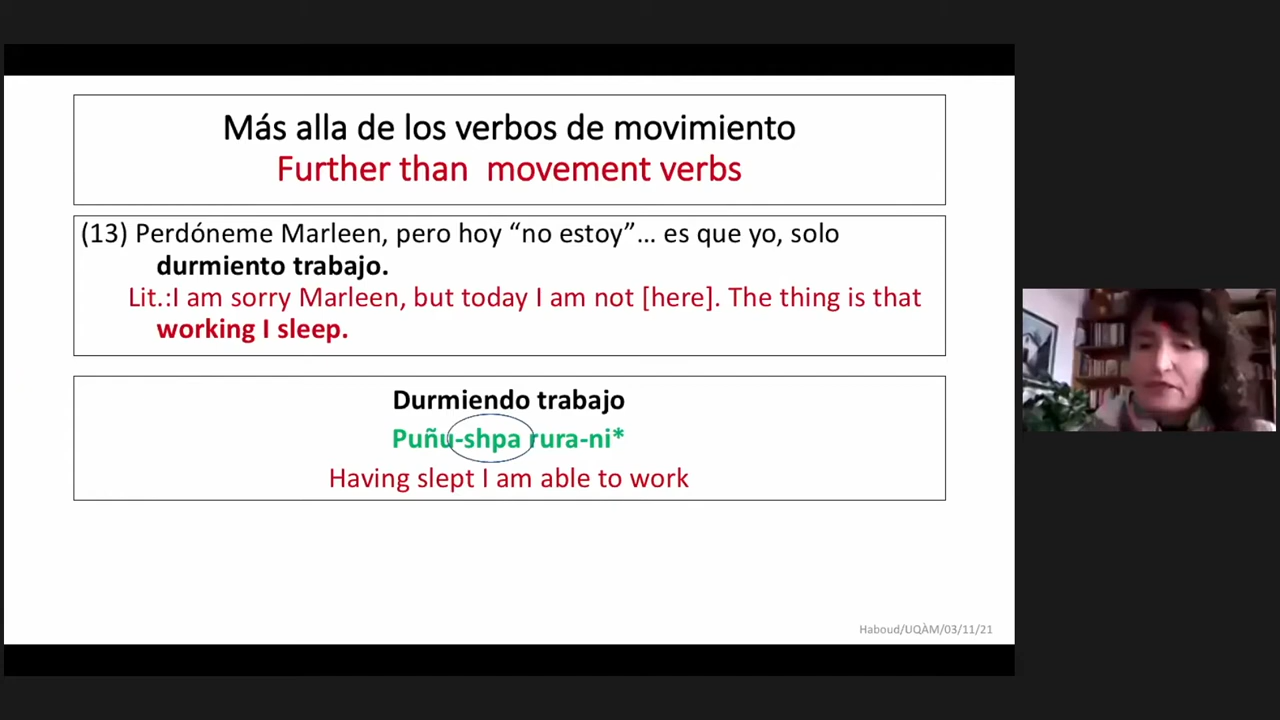 Más alla de los verbos de movimiento
Further than movement verbs
(13) Perdóneme Marleen, pero hoy “no estoy”… es que yo, solo
durmiento trabajo.
Lit.:I am sorry Marleen, but today I am not [here]. The thing is that
working I sleep.
Durmiendo trabajo
Puñu-shpa rura-ni*
Having slept I am able to work
Haboud/UQÀM/03/11/21